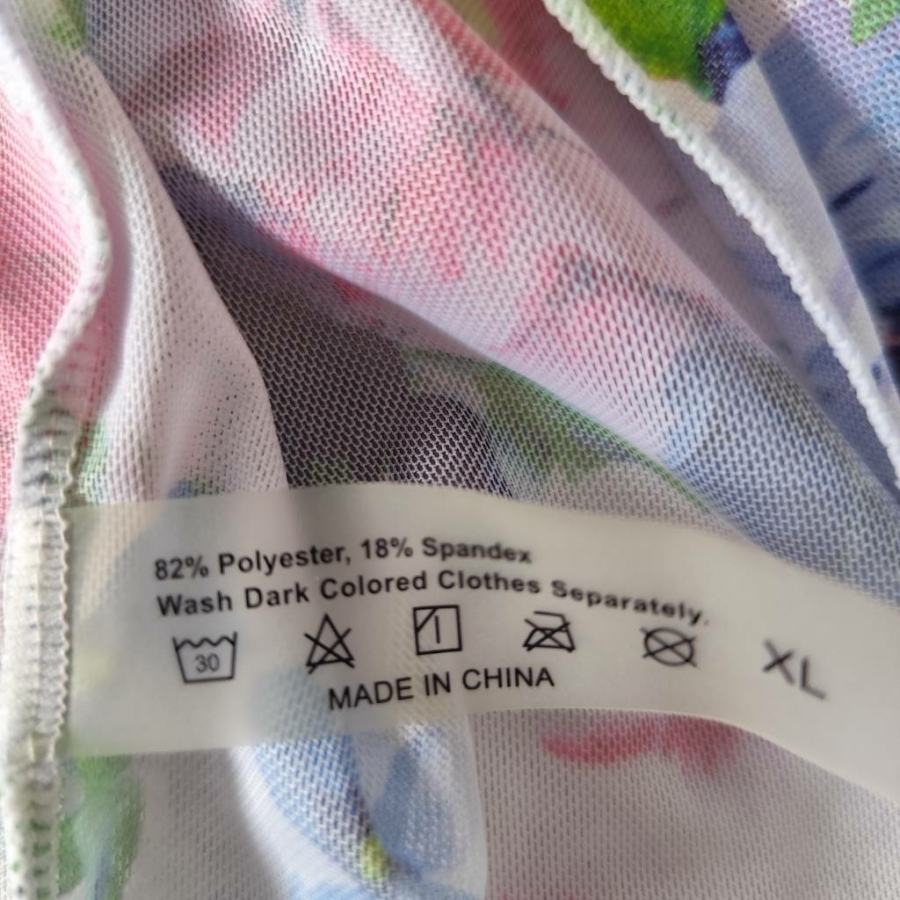 82% Polyester, 18% Spandex
Wash Dark Colored Clothes Separately.
30
XL
MADE IN CHINA